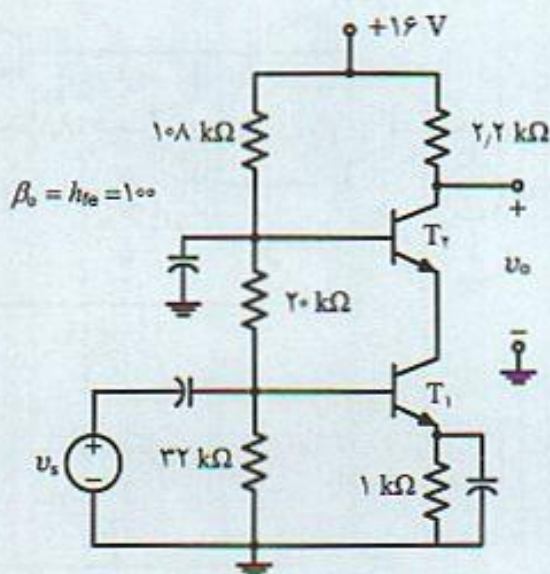 +۱۶ V
۱۰۸ kΩ
۲٫۲ kΩ
β₀ = hfe = ۱۰۰
+
T۲
υo
۲۰ kΩ
−
T۱
υs
+
−
۳۲ kΩ
۱ kΩ